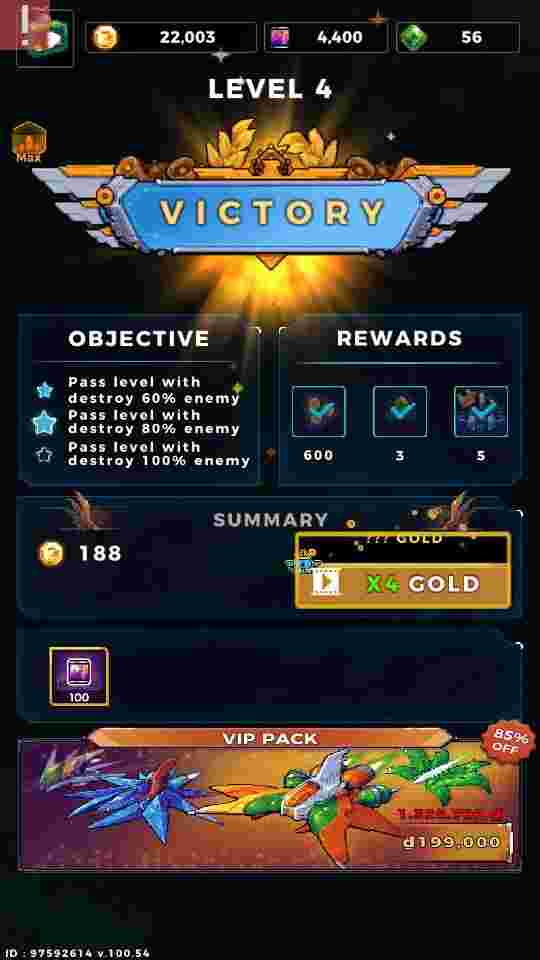 22,003
4,400
56
LEVEL 4
Max
VICTORY
OBJECTIVE
Pass level with
destroy 60% enemy
Pass level with
destroy 80% enemy
Pass level with
destroy 100% enemy
REWARDS
600
3
5
SUMMARY
188
??? GOLD
X4 GOLD
100
VIP PACK
85%
OFF
đ199,000
ID : 97592614 v.100.54